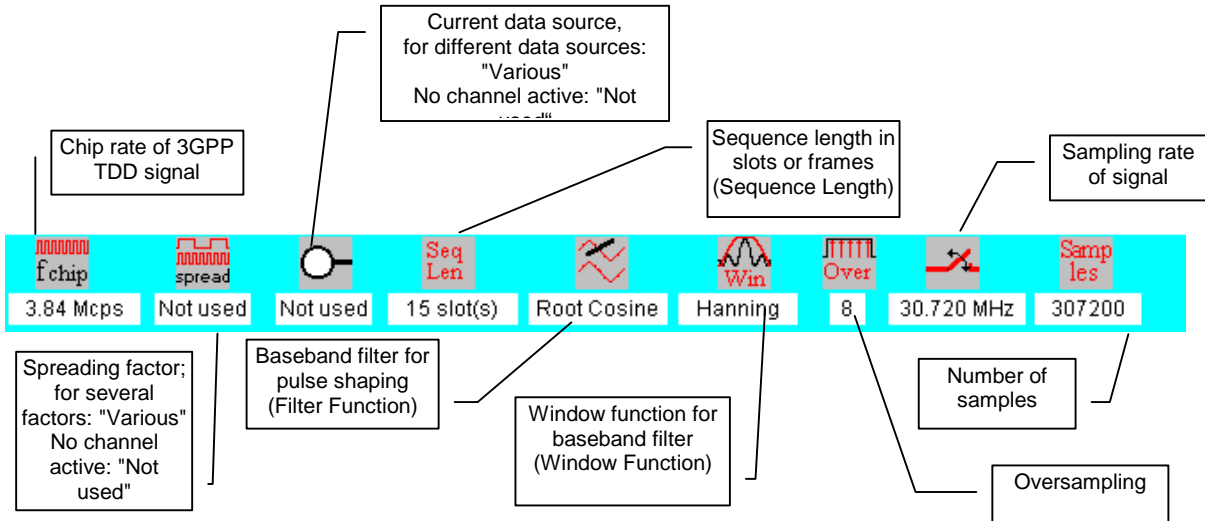 Current data source,
for different data sources:
"Various"
No channel active: "Not
Chip rate of 3GPP
TDD signal
Sequence length in
slots or frames
(Sequence Length)
Sampling rate
of signal
fchip
spread
Seq
Len
Win
Over
Samp
les
3.84 Mcps
Not used
Not used
15 slot(s)
Root Cosine
Hanning
8
30.720 MHz
307200
Spreading factor;
for several
factors: "Various"
No channel
active: "Not
used"
Baseband filter for
pulse shaping
(Filter Function)
Window function for
baseband filter
(Window Function)
Number of
samples
Oversampling